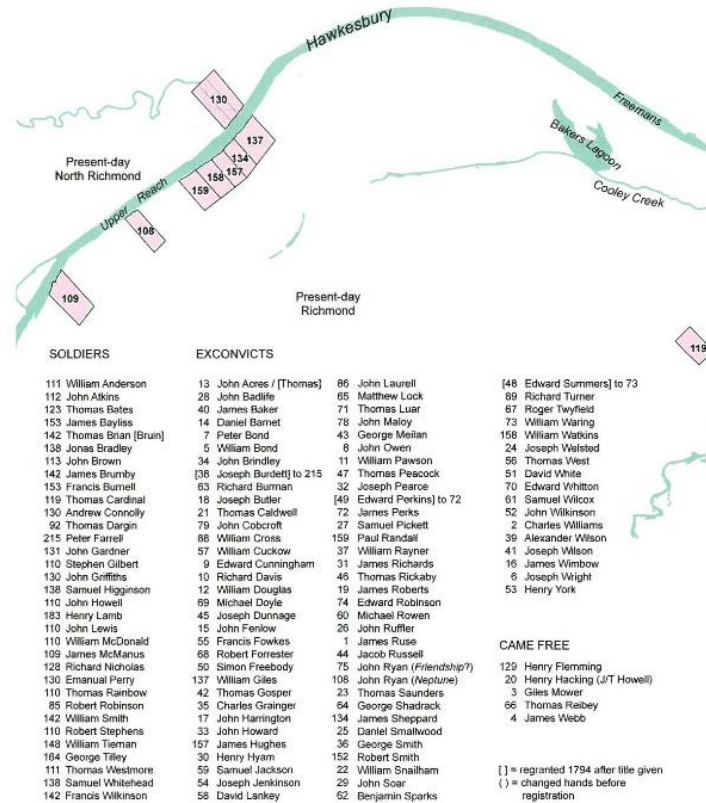 Hawkesbury
Freemans
130
137
134
157
158
159
Bakers Lagoon
Cooley Creek
Present-day
North Richmond
Upper Reach
108
109
Present-day
Richmond
119
SOLDIERS
111 William Anderson
112 John Atkins
123 Thomas Bates
153 James Bayliss
142 Thomas Brian [Bruin]
138 Jonas Bradley
113 John Brown
142 James Brumby
153 Francis Burnell
119 Thomas Cardinal
130 Andrew Connolly
92 Thomas Dargin
215 Peter Farrell
131 John Gardner
110 Stephen Gilbert
130 John Griffiths
138 Samuel Higginson
110 John Howell
183 Henry Lamb
110 John Lewis
110 William McDonald
109 James McManus
128 Richard Nicholas
130 Emanual Perry
110 Thomas Rainbow
85 Robert Robinson
142 William Smith
110 Robert Stephens
148 William Tiernan
164 George Tilley
111 Thomas Westmore
138 Samuel Whitehead
142 Francis Wilkinson
EXCONVICTS
13 John Acres / [Thomas]
28 John Badlife
40 James Baker
14 Daniel Barnet
7 Peter Bond
5 William Bond
34 John Brindley
[38 Joseph Burdett] to 215
63 Richard Burman
18 Joseph Butler
21 Thomas Caldwell
79 John Cobcroft
88 William Cross
57 William Cuckow
9 Edward Cunningham
10 Richard Davis
12 William Douglas
69 Michael Doyle
45 Joseph Dunnage
15 John Fenlow
55 Francis Fowkes
68 Robert Forrester
50 Simon Freebody
137 William Giles
42 Thomas Gosper
35 Charles Grainger
17 John Harrington
33 John Howard
157 James Hughes
30 Henry Hyam
59 Samuel Jackson
54 Joseph Jenkinson
58 David Lankey
86 John Laurell
65 Matthew Lock
71 Thomas Luar
78 John Maloy
43 George Meilan
8 John Owen
11 William Pawson
47 Thomas Peacock
32 Joseph Pearce
[49 Edward Perkins] to 72
72 James Perks
27 Samuel Pickett
159 Paul Randall
37 William Rayner
31 James Richards
46 Thomas Rickaby
19 James Roberts
74 Edward Robinson
60 Michael Rowen
26 John Ruffler
1 James Ruse
44 Jacob Russell
75 John Ryan (Friendship?)
108 John Ryan (Neptune)
23 Thomas Saunders
64 George Shadrack
134 James Sheppard
25 Daniel Smallwood
36 George Smith
152 Robert Smith
22 William Snailham
29 John Soar
62 Benjamin Sparks
[48 Edward Summers] to 73
89 Richard Turner
67 Roger Twyfield
73 William Waring
158 William Watkins
24 Joseph Welsted
56 Thomas West
51 David White
70 Edward Whitton
61 Samuel Wilcox
52 John Wilkinson
2 Charles Williams
39 Alexander Wilson
41 Joseph Wilson
16 James Wimbow
6 Joseph Wright
53 Henry York
CAME FREE
129 Henry Flemming
20 Henry Hacking (J/T Howell)
3 Giles Mower
66 Thomas Reibey
4 James Webb
[ ] = regranted 1794 after title given
( ) = changed hands before
registration